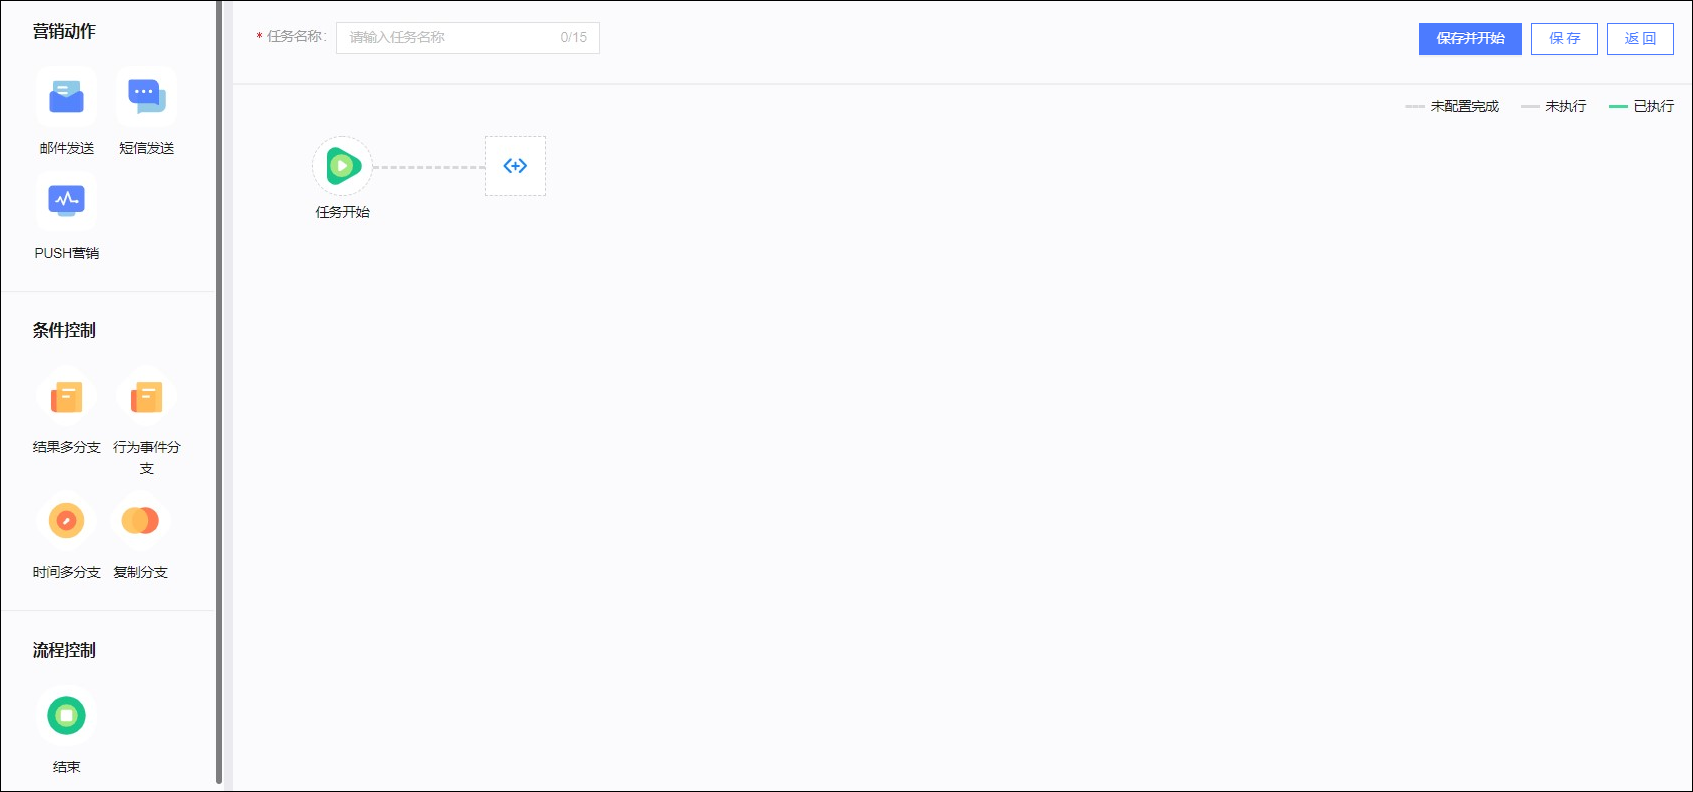 营销动作
邮件发送
短信发送
PUSH营销
条件控制
结果多分支
行为事件分
支
时间多分支
复制分支
流程控制
结束
* 任务名称:
请输入任务名称
0/15
保存并开始
保 存
返 回
未配置完成
未执行
已执行
任务开始